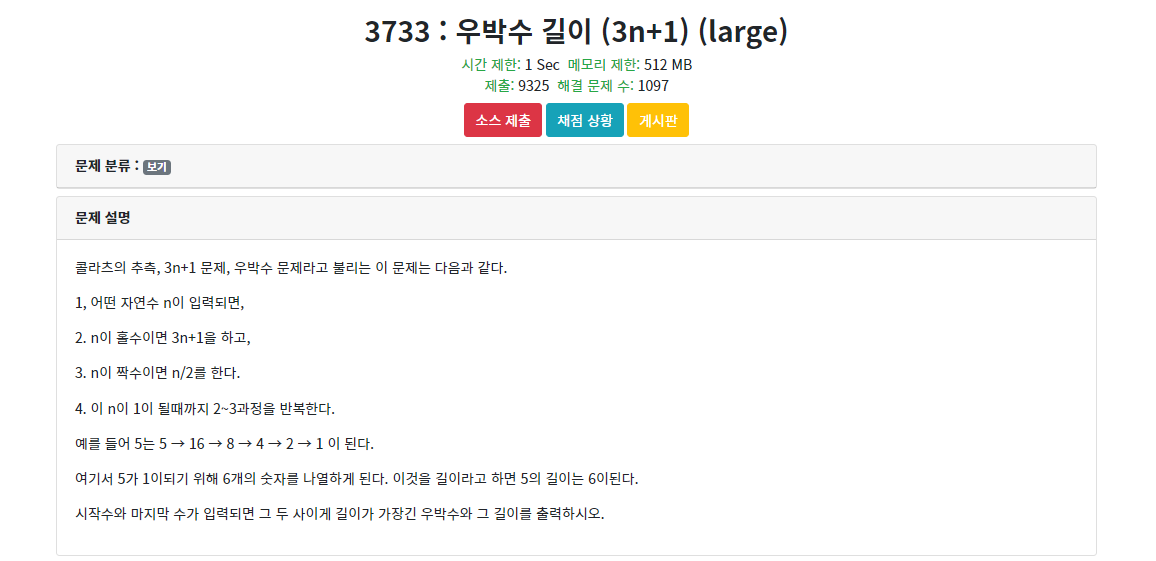 3733 : 우박수 길이 (3n+1) (large)
시간 제한: 1 Sec 메모리 제한: 512 MB
제출: 9325 해결 문제 수: 1097
소스 제출 채점 상황 게시판
문제 분류 : 보기
문제 설명
콜라츠의 추측, 3n+1 문제, 우박수 문제라고 불리는 이 문제는 다음과 같다.
1, 어떤 자연수 n이 입력되면,
2. n이 홀수이면 3n+1을 하고,
3. n이 짝수이면 n/2를 한다.
4. 이 n이 1이 될때까지 2~3과정을 반복한다.
예를 들어 5는 5 → 16 → 8 → 4 → 2 → 1 이 된다.
여기서 5가 1이되기 위해 6개의 숫자를 나열하게 된다. 이것을 길이라고 하면 5의 길이는 6이된다.
시작수와 마지막 수가 입력되면 그 두 사이게 길이가 가장긴 우박수와 그 길이를 출력하시오.